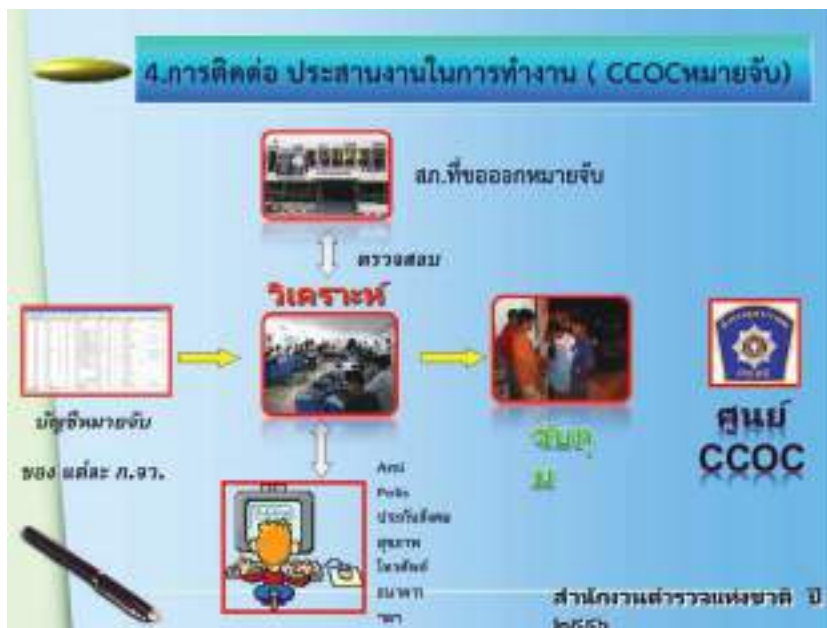 4.การติดต่อ ประสานงานในการทำงาน ( CCOCหมายจับ)
สภ.ที่ขอออกหมายจับ
ตรวจสอบ
วิเคราะห์
บัญชีหมายจับ
ของ แต่ละ ภ.จว.
จับกุ
ม
ศูนย์
CCOC
Ami
Polis
ประกันสังคม
สุขภาพ
โทรศัพท์
ธนาคาร
ฯลฯ
สำนักงานตำรวจแห่งชาติ ปี
๒๕๕๖